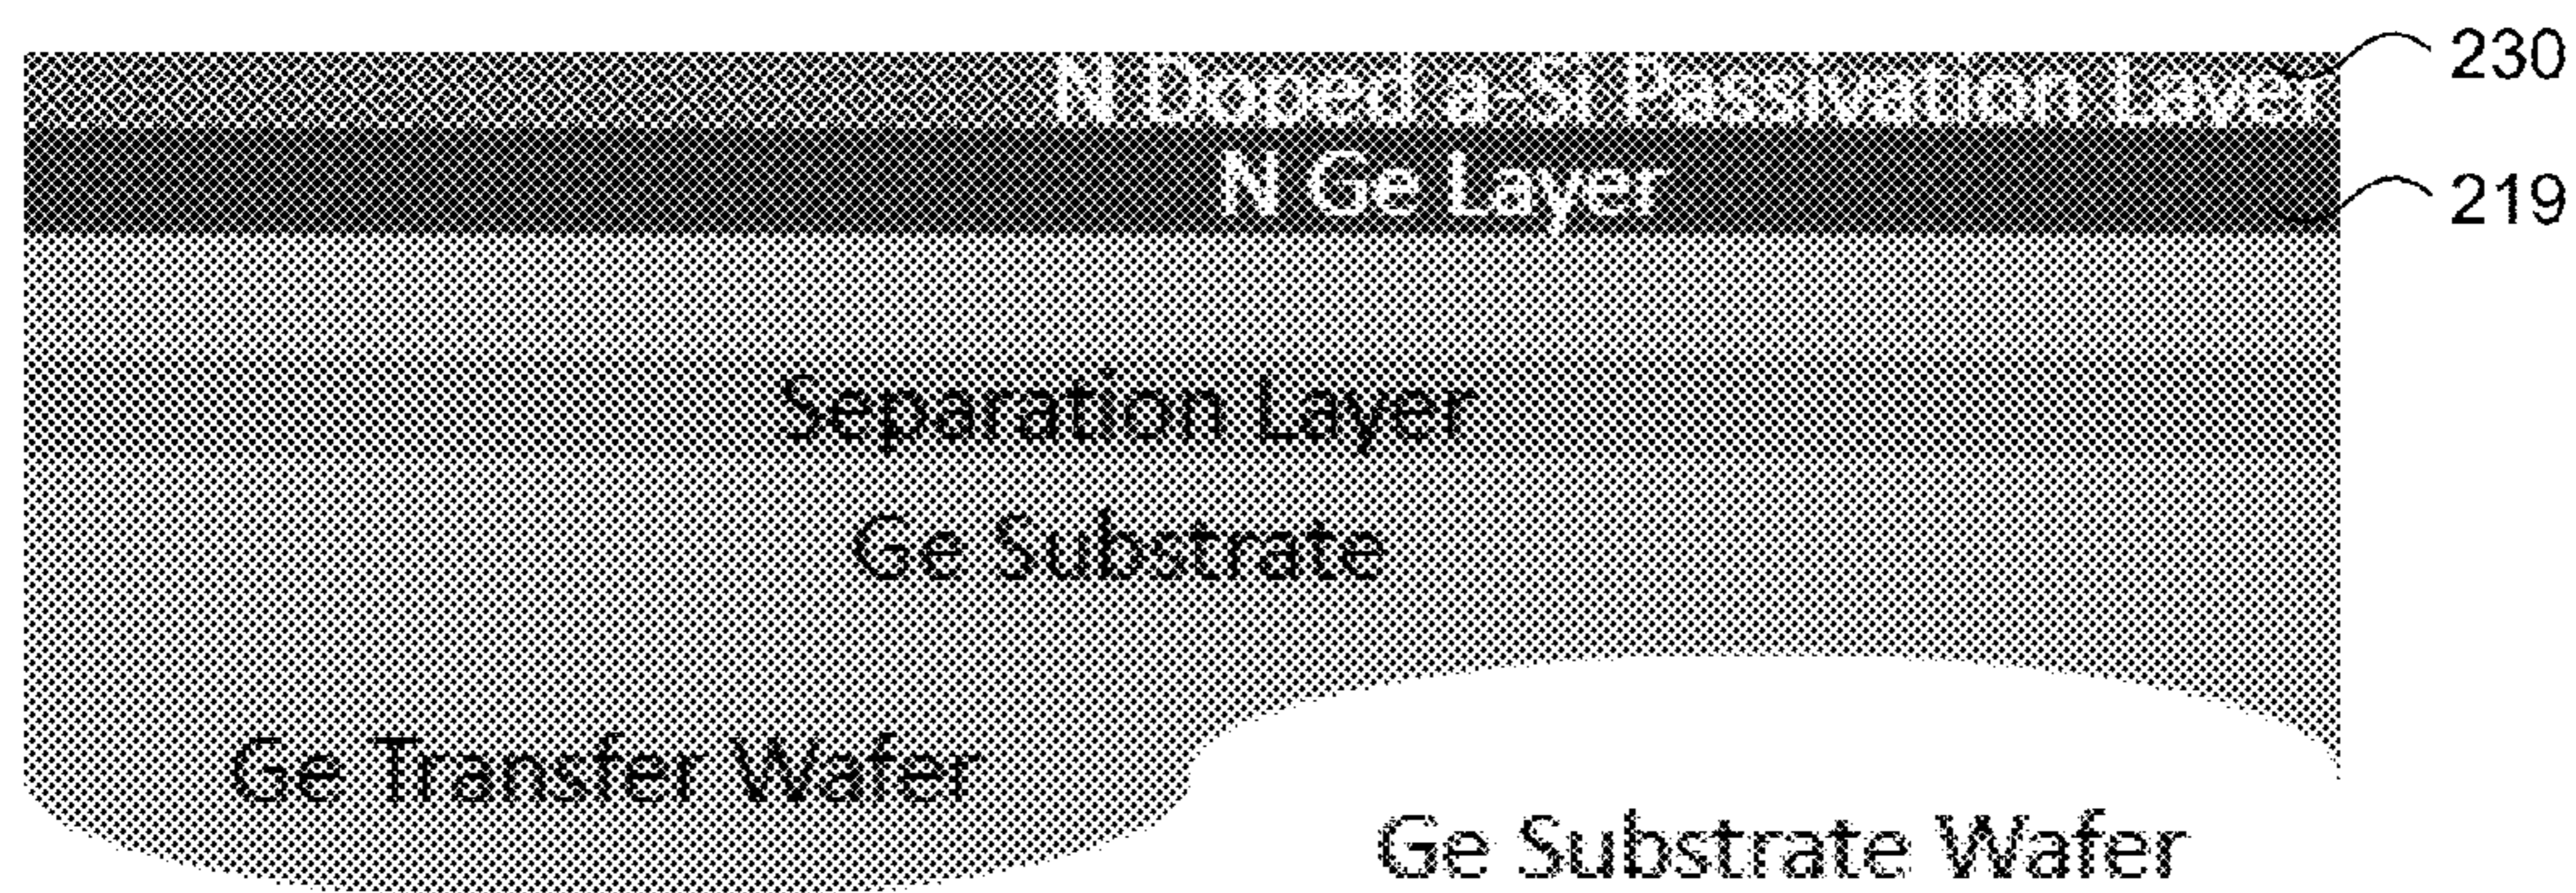 230
N Doped a-Si Passivation Layer
N Ge Layer
219
Separation Layer
Ge Substrate
Ge Transfer Wafer
Ge Substrate Wafer